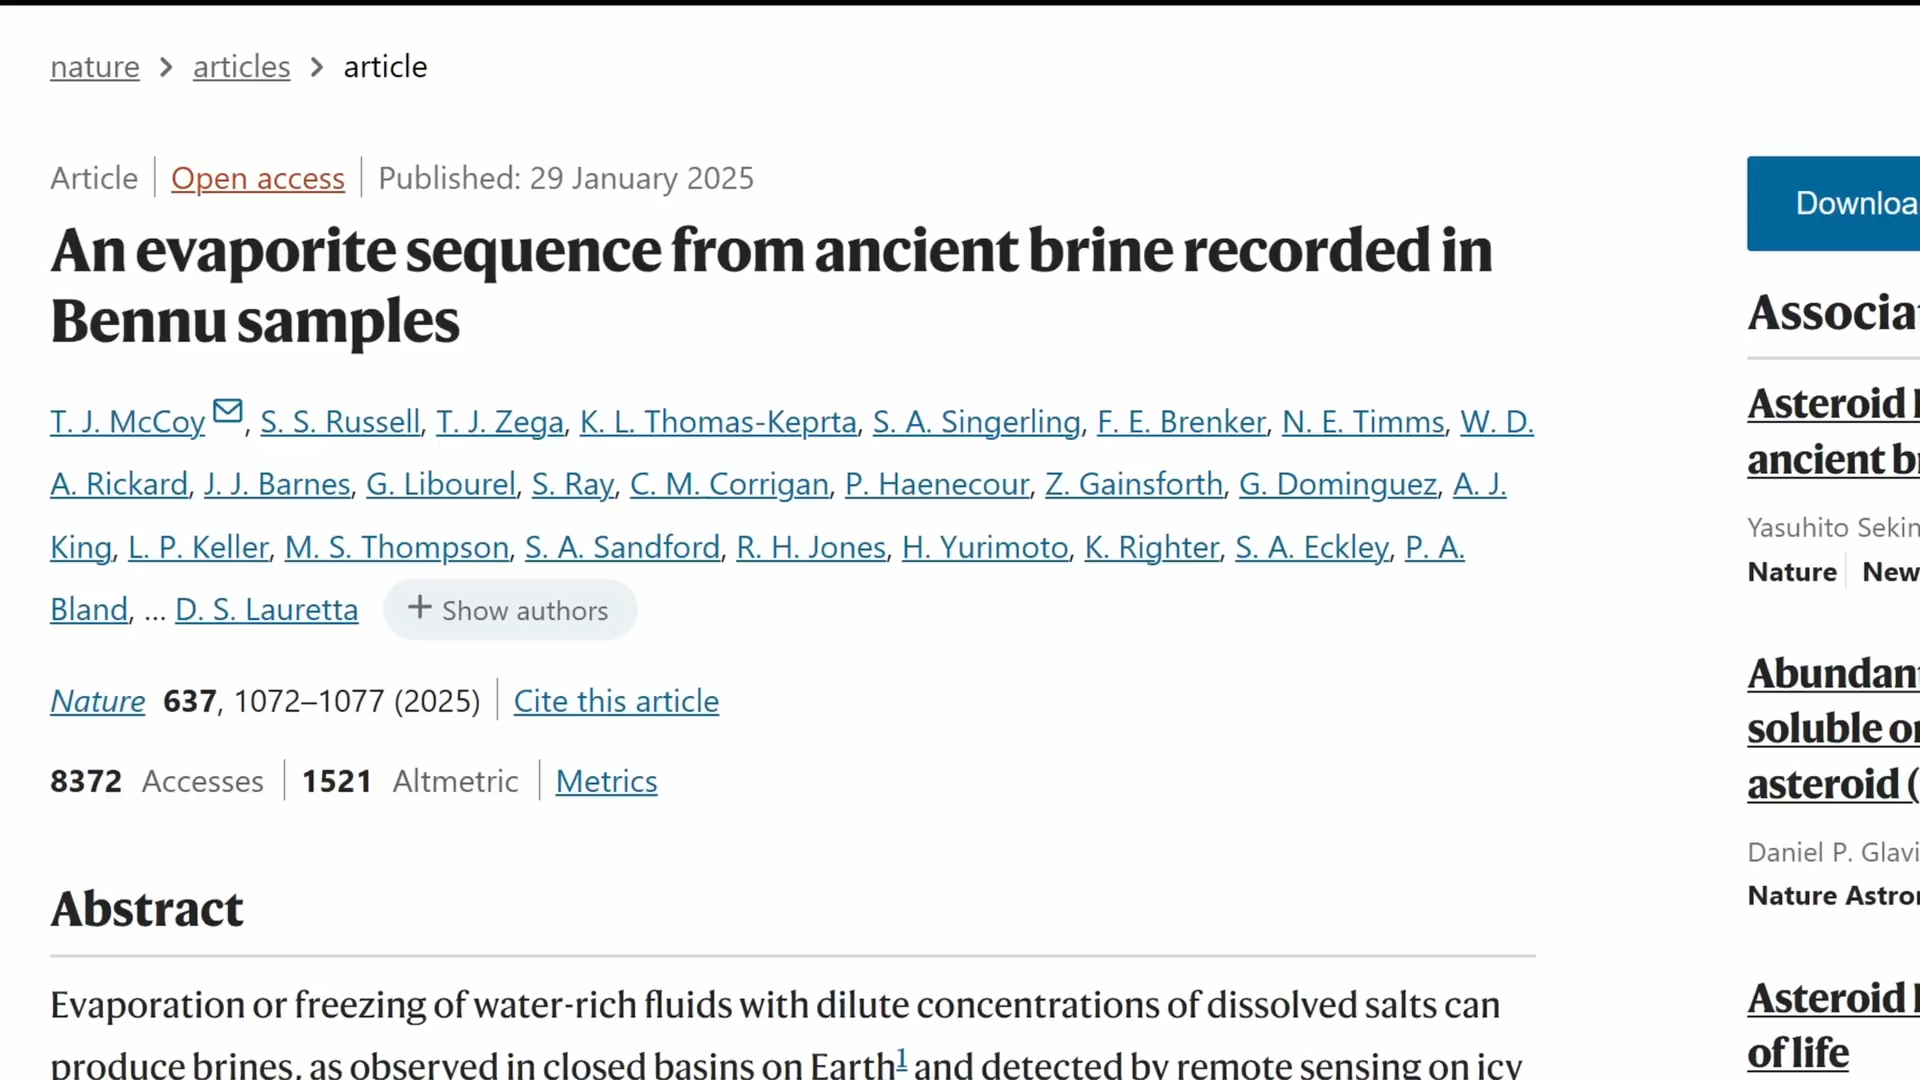 nature > articles > article
Article | Open access | Published: 29 January 2025
An evaporite sequence from ancient brine recorded in
Bennu samples
T. J. McCoy, S. S. Russell, T. J. Zega, K. L. Thomas-Keprta, S. A. Singerling, F. E. Brenker, N. E. Timms, W. D.
A. Rickard, J. J. Barnes, G. Libourel, S. Ray, C. M. Corrigan, P. Haenecour, Z. Gainsforth, G. Dominguez, A. J.
King, L. P. Keller, M. S. Thompson, S. A. Sandford, R. H. Jones, H. Yurimoto, K. Righter, S. A. Eckley, P. A.
Bland, … D. S. Lauretta + Show authors
Nature 637, 1072–1077 (2025) | Cite this article
8372 Accesses | 1521 Altmetric | Metrics
Abstract
Evaporation or freezing of water-rich fluids with dilute concentrations of dissolved salts can
produce brines, as observed in closed basins on Earth1 and detected by remote sensing on icy
Downloa
Associa
Asteroid
ancient b
Yasuhito Sekin
Nature | New
Abundan
soluble o
asteroid (
Daniel P. Glavi
Nature Astro
Asteroid
of life